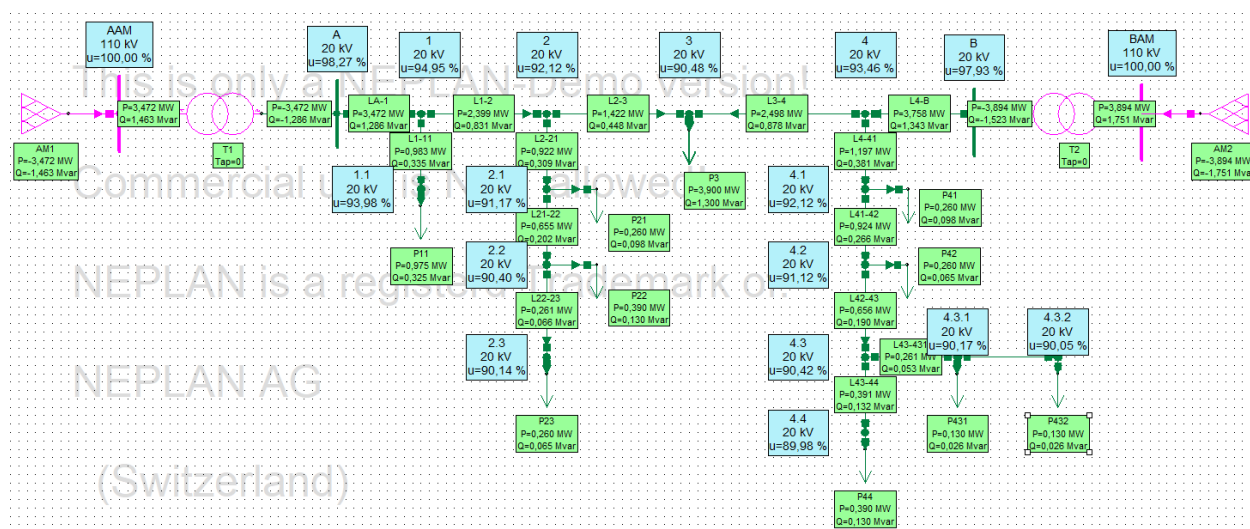 AAM
110 kV
u=100,00 %
A
20 kV
u=98,27 %
1
20 kV
u=94,95 %
2
20 kV
u=92,12 %
3
20 kV
u=90,48 %
4
20 kV
u=93,46 %
B
20 kV
u=97,93 %
BAM
110 kV
u=100,00 %
This is only a NEPLAN-Demo version!
P=3,472 MW
Q=1,463 Mvar
P=-3,472 MW
Q=-1,286 Mvar
LA-1
P=3,472 MW
Q=1,286 Mvar
L1-2
P=2,399 MW
Q=0,831 Mvar
L2-3
P=1,422 MW
Q=0,448 Mvar
L3-4
P=2,498 MW
Q=0,878 Mvar
L4-B
P=3,758 MW
Q=1,343 Mvar
P=-3,894 MW
Q=-1,523 Mvar
P=3,894 MW
Q=1,751 Mvar
AM1
P=-3,472 MW
Q=-1,463 Mvar
T1
Tap=0
L1-11
P=0,983 MW
Q=0,335 Mvar
L2-21
P=0,922 MW
Q=0,309 Mvar
L4-41
P=1,197 MW
Q=0,381 Mvar
T2
Tap=0
AM2
P=-3,894 MW
Q=-1,751 Mvar
Commercial
allowed
1.1
20 kV
u=93,98 %
2.1
20 kV
u=91,17 %
P3
P=3,900 MW
Q=1,300 Mvar
4.1
20 kV
u=92,12 %
P41
P=0,260 MW
Q=0,098 Mvar
L21-22
P=0,655 MW
Q=0,202 Mvar
P21
P=0,260 MW
Q=0,098 Mvar
L41-42
P=0,924 MW
Q=0,266 Mvar
P11
P=0,975 MW
Q=0,325 Mvar
2.2
20 kV
u=90,40 %
P22
P=0,390 MW
Q=0,130 Mvar
4.2
20 kV
u=91,12 %
P42
P=0,260 MW
Q=0,065 Mvar
NEPLAN is a
L22-23
P=0,261 MW
Q=0,066 Mvar
L42-43
P=0,656 MW
Q=0,190 Mvar
2.3
20 kV
u=90,14 %
4.3
20 kV
u=90,42 %
L43-431
P=0,261 MW
Q=0,053 Mvar
4.3.1
20 kV
u=90,17 %
4.3.2
20 kV
u=90,05 %
NEPLAN AG
L43-44
P=0,391 MW
Q=0,132 Mvar
P23
P=0,260 MW
Q=0,065 Mvar
4.4
20 kV
u=89,98 %
P431
P=0,130 MW
Q=0,026 Mvar
P432
P=0,130 MW
Q=0,026 Mvar
(Switzerland)
P44
P=0,390 MW
Q=0,130 Mvar